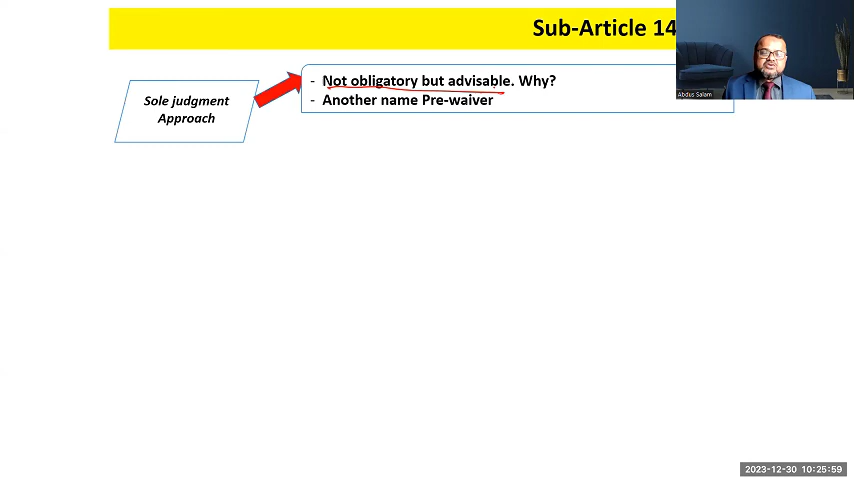 Sub-Article 14
Abdus Salam
Sole judgment
Approach
- Not obligatory but advisable. Why?
- Another name Pre-waiver
2023-12-30 10:25:59